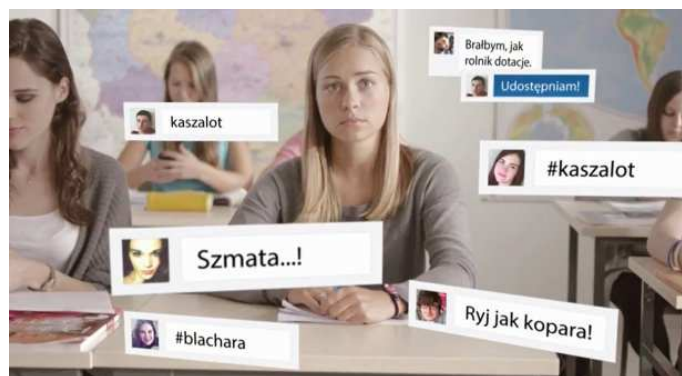 Brałbym, jak
rolnik dotacje.
Udostępniam!
kaszalot
#kaszalot
Szmata...!
Ryj jak kopara!
#blachara